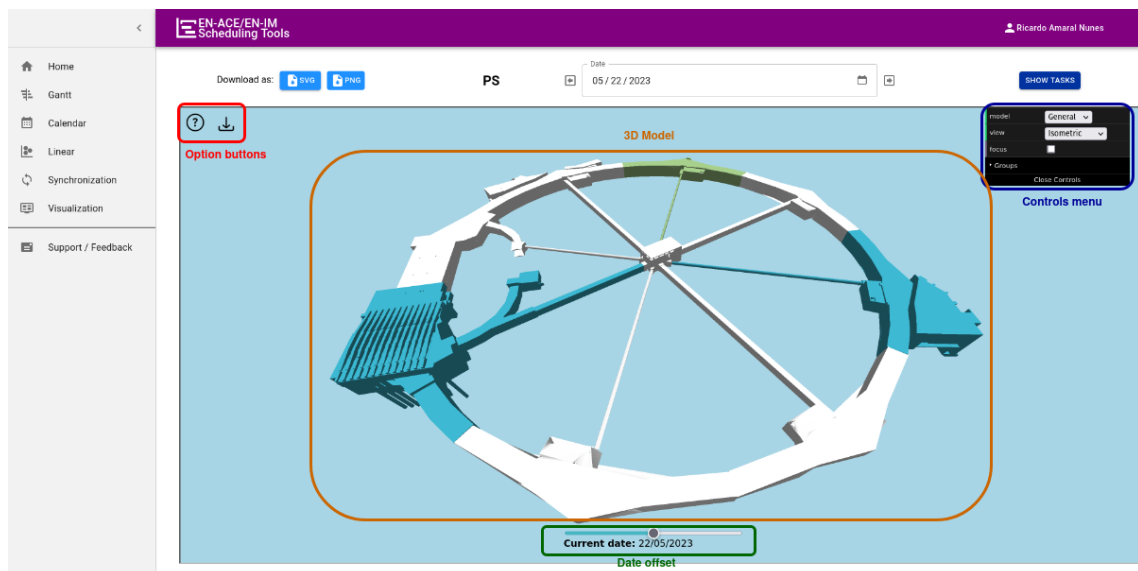 EN-ACE/EN-IM
Scheduling Tools
Ricardo Amaral Nunes
Home
Gantt
Calendar
Linear
Synchronization
Visualization
Support / Feedback
Download as:
SVG
PNG
PS
Date
05 / 22 / 2023
SHOW TASKS
?
Option buttons
3D Model
model General
view Isometric
focus
Groups
Close Controls
Controls menu
Current date: 22/05/2023
Date offset